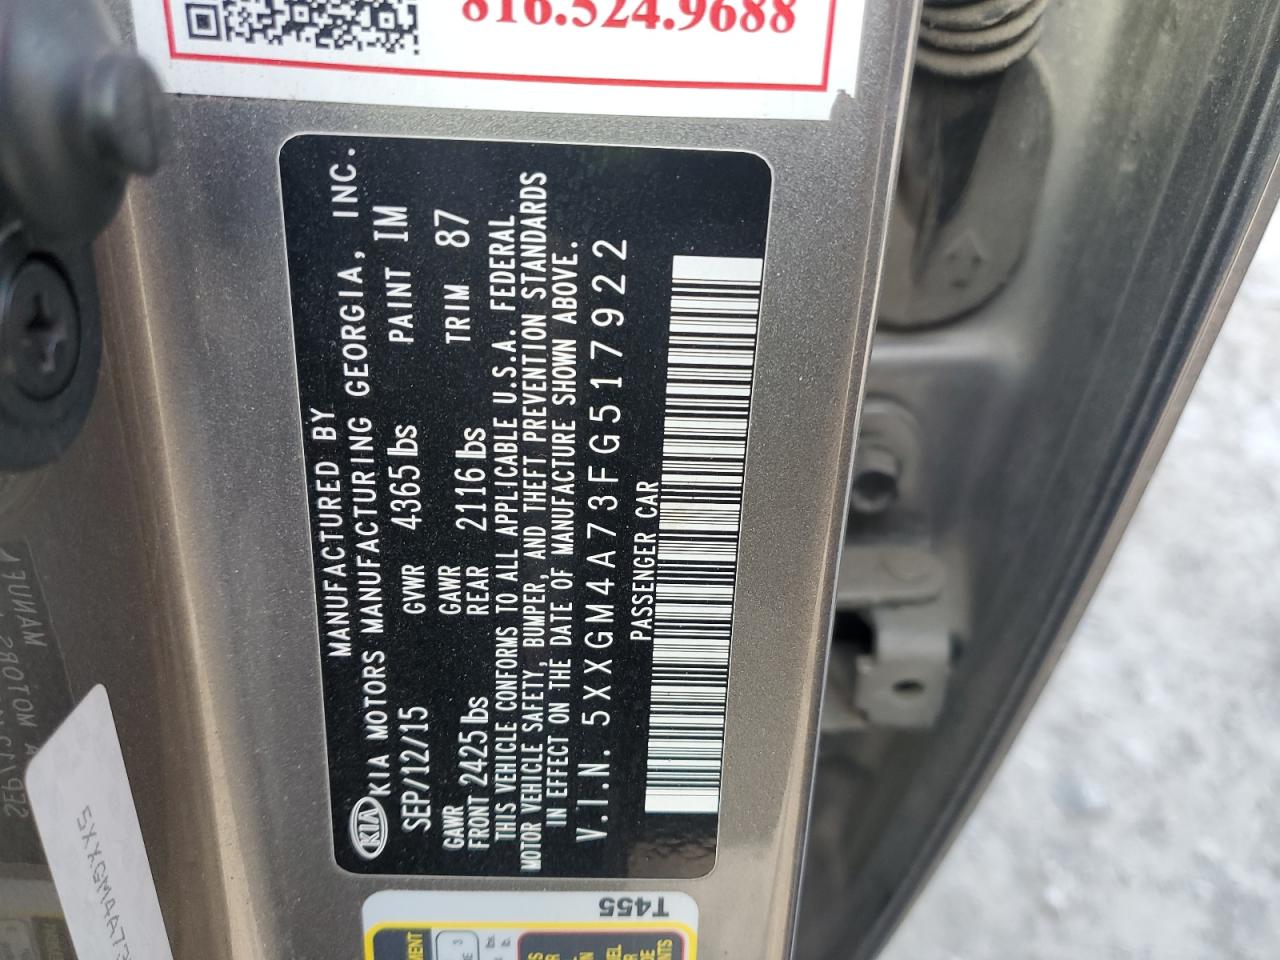 816.524.9688
MANUFACTURED BY
KIA KIA MOTORS MANUFACTURING GEORGIA, INC.
SEP/12/15 GVWR 4365 lbs PAINT IM
GAWR FRONT 2425 lbs GAWR REAR 2116 lbs TRIM 87
THIS VEHICLE CONFORMS TO ALL APPLICABLE U.S.A. FEDERAL
MOTOR VEHICLE SAFETY, BUMPER, AND THEFT PREVENTION STANDARDS
IN EFFECT ON THE DATE OF MANUFACTURE SHOWN ABOVE.
V.I.N. 5XXGM4A73FG517922
PASSENGER CAR
T455
5XXGM4A73